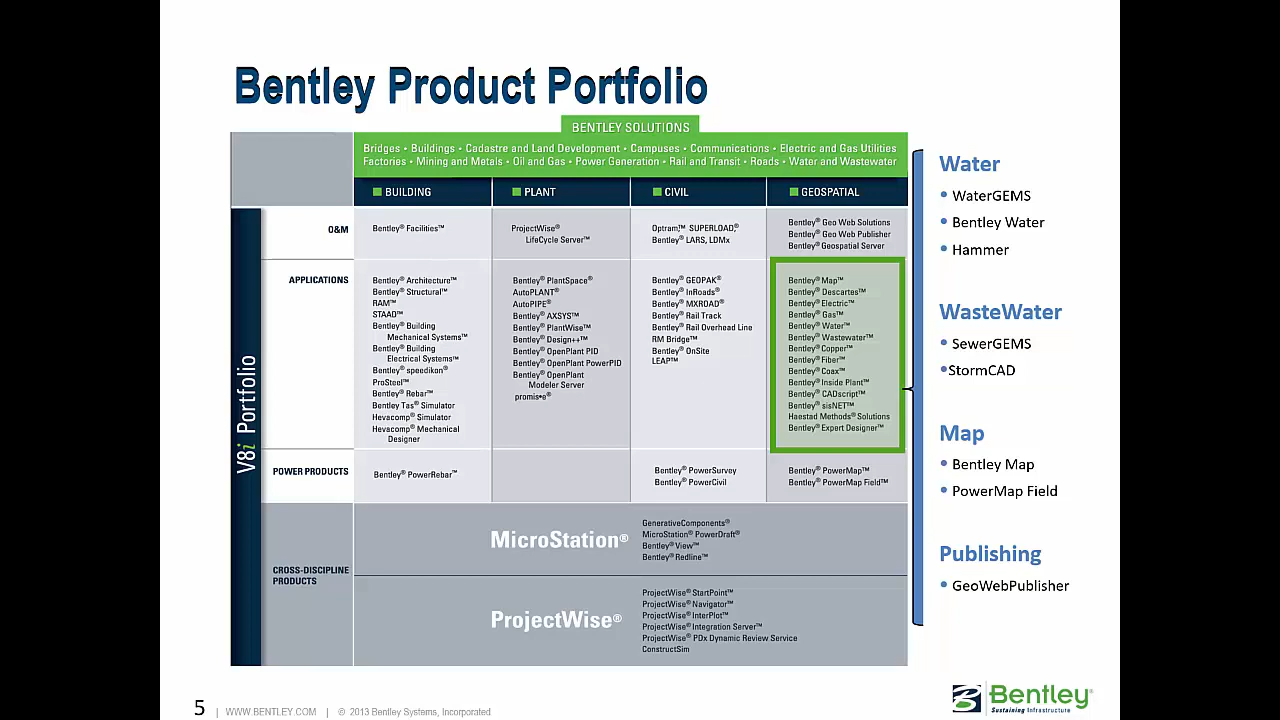 Bentley Product Portfolio
BENTLEY SOLUTIONS
Bridges • Buildings • Cadastre and Land Development • Campuses • Communications • Electric and Gas Utilities
Factories • Mining and Metals • Oil and Gas • Power Generation • Rail and Transit • Roads • Water and Wastewater
BUILDING
PLANT
CIVIL
GEOSPATIAL
V8i Portfolio
O&M
Bentley® Facilities™
ProjectWise®
LifeCycle Server™
Optram,™ SUPERLOAD,®
Bentley® LARS, LDMx
Bentley® Geo Web Solutions
Bentley® Geo Web Publisher
Bentley® Geospatial Server
APPLICATIONS
Bentley® Architecture™
Bentley® Structural™
RAM™
STAAD™
Bentley® Building
Mechanical Systems™
Bentley® Building
Electrical Systems™
Bentley® speedikon®
ProSteel™
Bentley® Rebar™
Bentley Tas® Simulator
Hevacomp® Simulator
Hevacomp® Mechanical
Designer
Bentley® PlantSpace®
AutoPLANT®
AutoPIPE®
Bentley® AXSYS™
Bentley® PlantWise™
Bentley® Design++™
Bentley® OpenPlant PID
Bentley® OpenPlant PowerPID
Bentley® OpenPlant
Modeler Server
promis•e®
Bentley® GEOPAK®
Bentley® InRoads®
Bentley® MXROAD®
Bentley® Rail Track
Bentley® Rail Overhead Line
RM Bridge™
Bentley® OnSite
LEAP™
Bentley® Map™
Bentley® Descartes™
Bentley® Electric™
Bentley® Gas™
Bentley® Water™
Bentley® Wastewater™
Bentley® Copper™
Bentley® Fiber™
Bentley® Coax™
Bentley® Inside Plant™
Bentley® CADscript™
Bentley® sisNET™
Haestad Methods® Solutions
Bentley® Expert Designer™
POWER PRODUCTS
Bentley® PowerRebar™
Bentley® PowerSurvey
Bentley® PowerCivil
Bentley® PowerMap™
Bentley® PowerMap Field™
CROSS-DISCIPLINE
PRODUCTS
MicroStation®
GenerativeComponents®
MicroStation® PowerDraft®
Bentley® View™
Bentley® Redline™
ProjectWise®
ProjectWise® StartPoint™
ProjectWise® Navigator™
ProjectWise® InterPlot™
ProjectWise® Integration Server™
ProjectWise® PDx Dynamic Review Service
ConstructSim
Water
• WaterGEMS
• Bentley Water
• Hammer
WasteWater
• SewerGEMS
•StormCAD
Map
• Bentley Map
• PowerMap Field
Publishing
• GeoWebPublisher
5 | WWW.BENTLEY.COM | © 2013 Bentley Systems, Incorporated
Bentley®
Sustaining Infrastructure